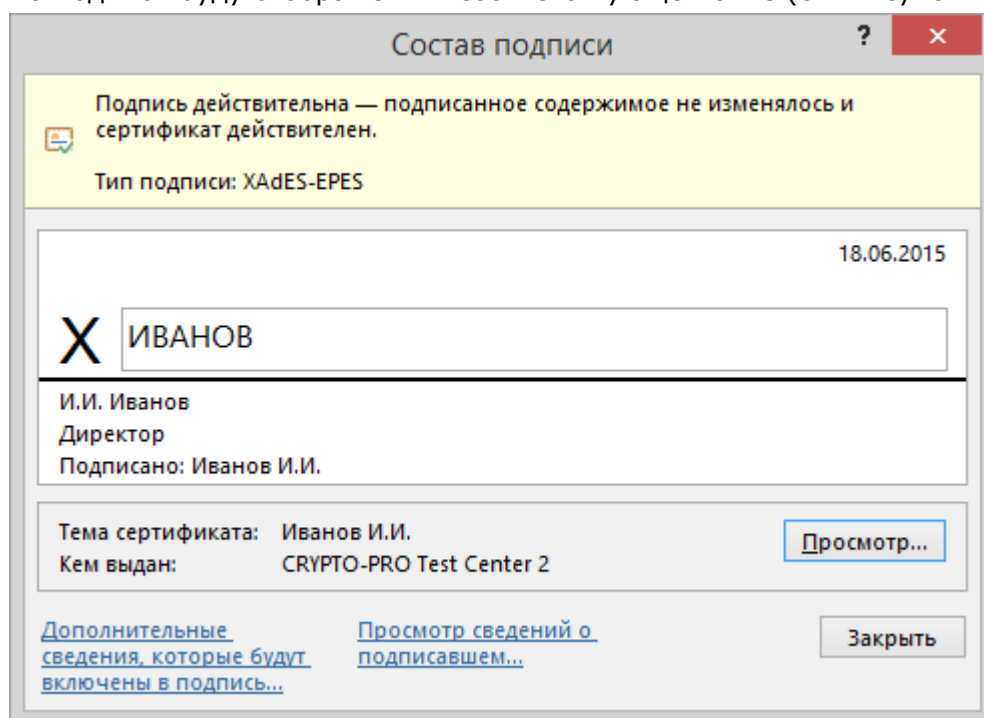 Состав подписи
?
×
Подпись действительна — подписанное содержимое не изменялось и
сертификат действителен.
Тип подписи: XAdES-EPES
18.06.2015
X ИВАНОВ
И.И. Иванов
Директор
Подписано: Иванов И.И.
Тема сертификата: Иванов И.И.
Кем выдан: CRYPTO-PRO Test Center 2
Просмотр...
Дополнительные
сведения, которые будут
включены в подпись...
Просмотр сведений о
подписавшем...
Закрыть